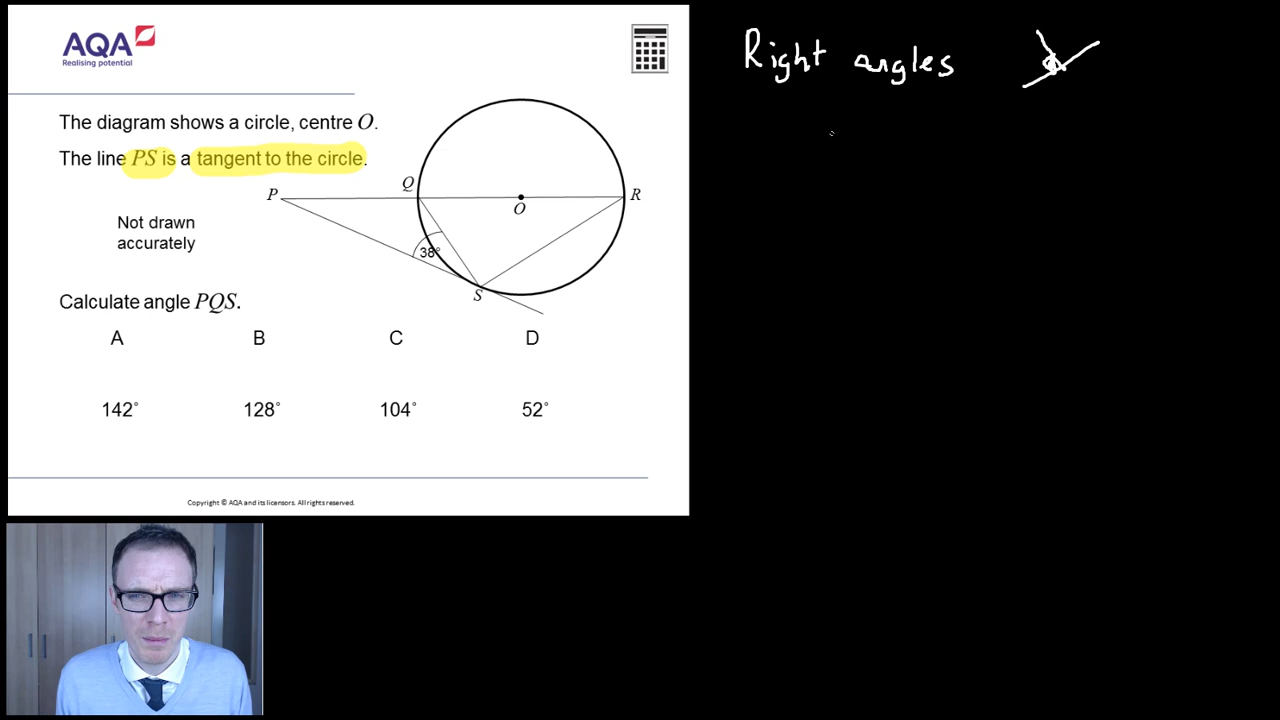 AQA
Realising potential
Right angles
The diagram shows a circle, centre O.
The line PS is a tangent to the circle.
Q
P
R
O
Not drawn
accurately
38°
S
Calculate angle PQS.
A B C D
142° 128° 104° 52°
Copyright © AQA and its licensors. All rights reserved.